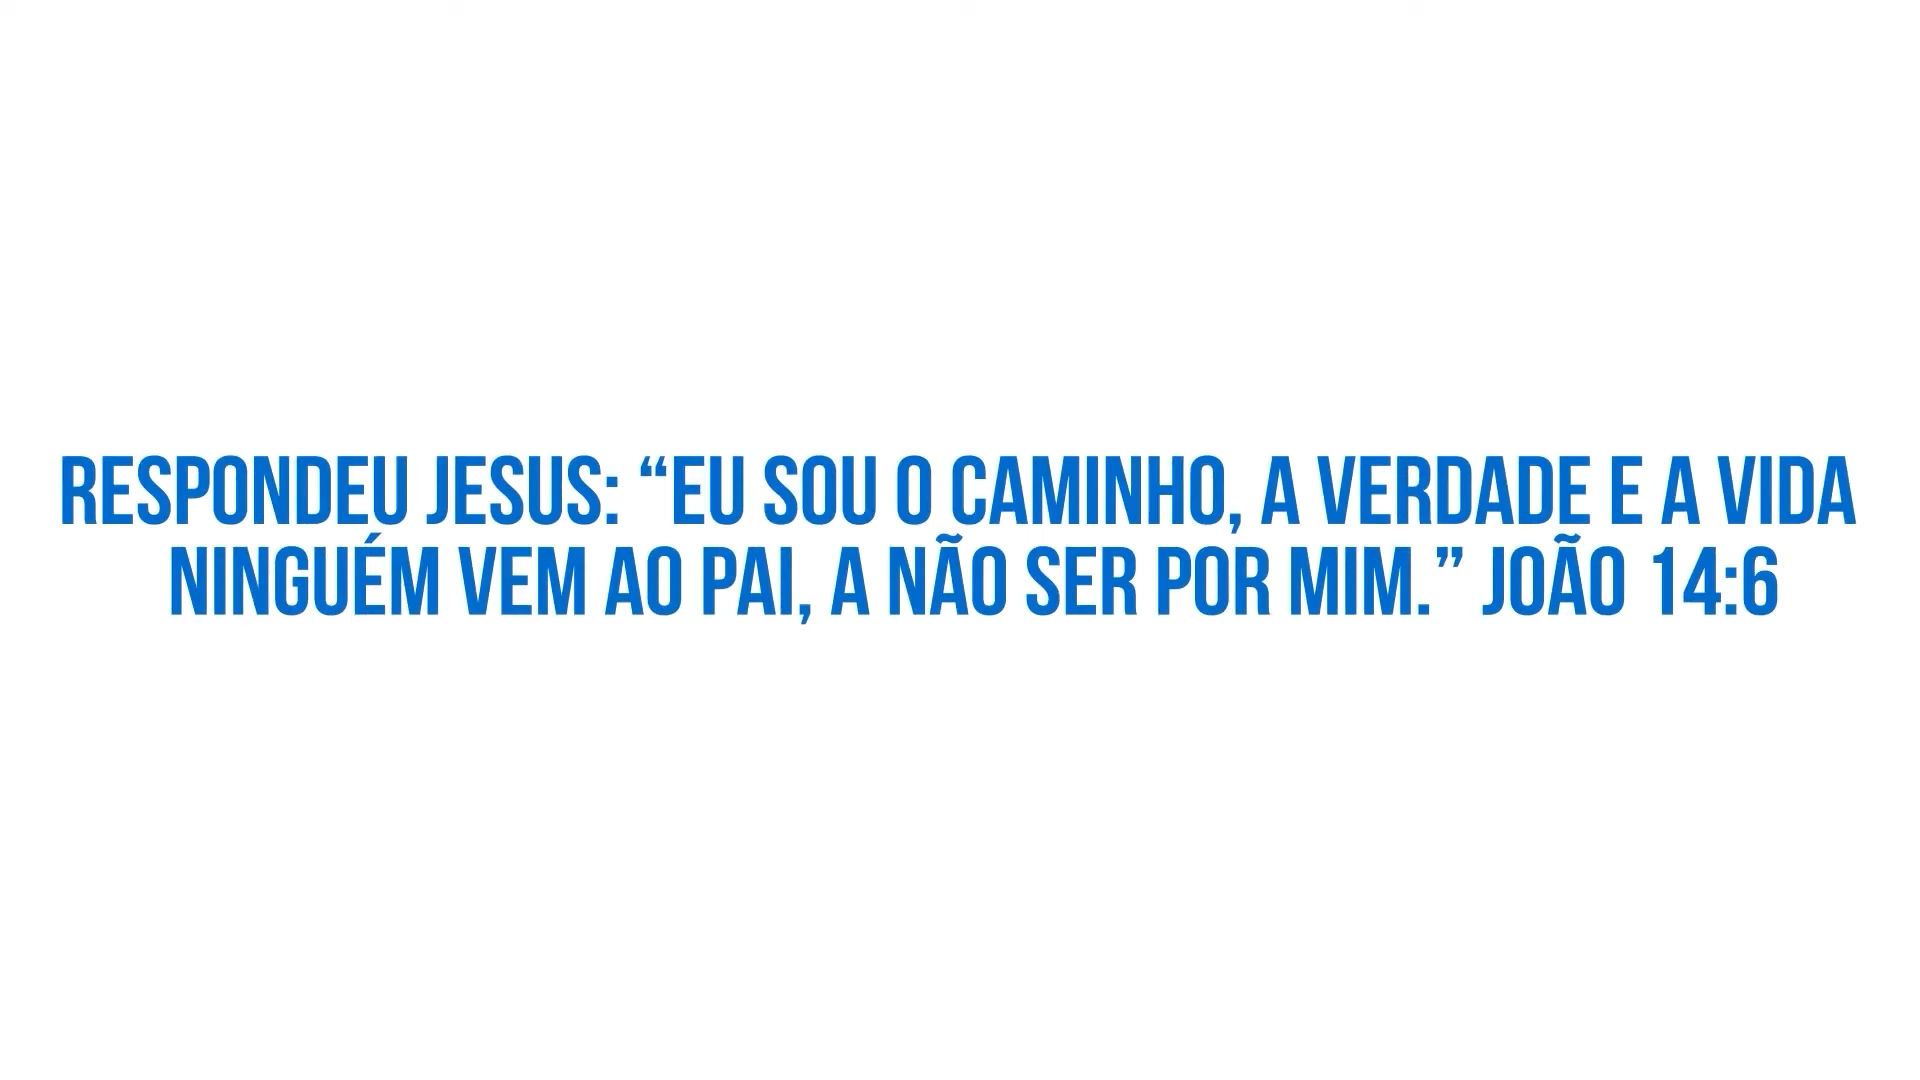 RESPONDEU JESUS: “EU SOU O CAMINHO, A VERDADE E A VIDA
NINGUÉM VEM AO PAI, A NÃO SER POR MIM.” JOÃO 14:6